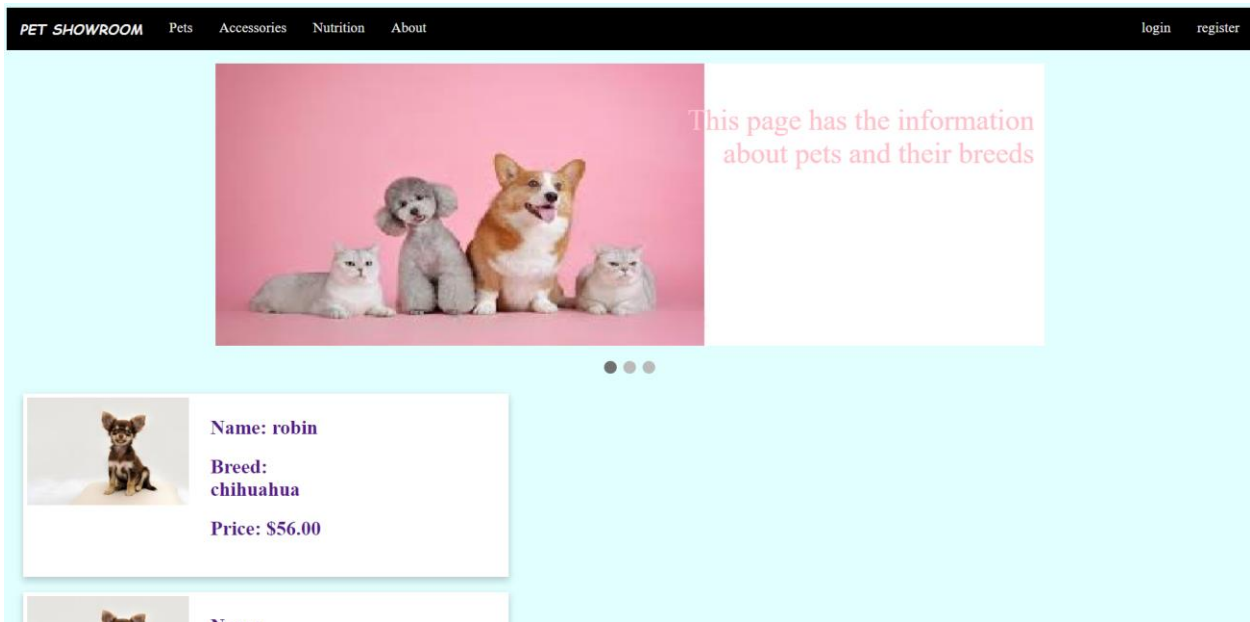 PET SHOWROOM Pets Accessories Nutrition About login register
This page has the information
about pets and their breeds
Name: robin
Breed:
chihuahua
Price: $56.00